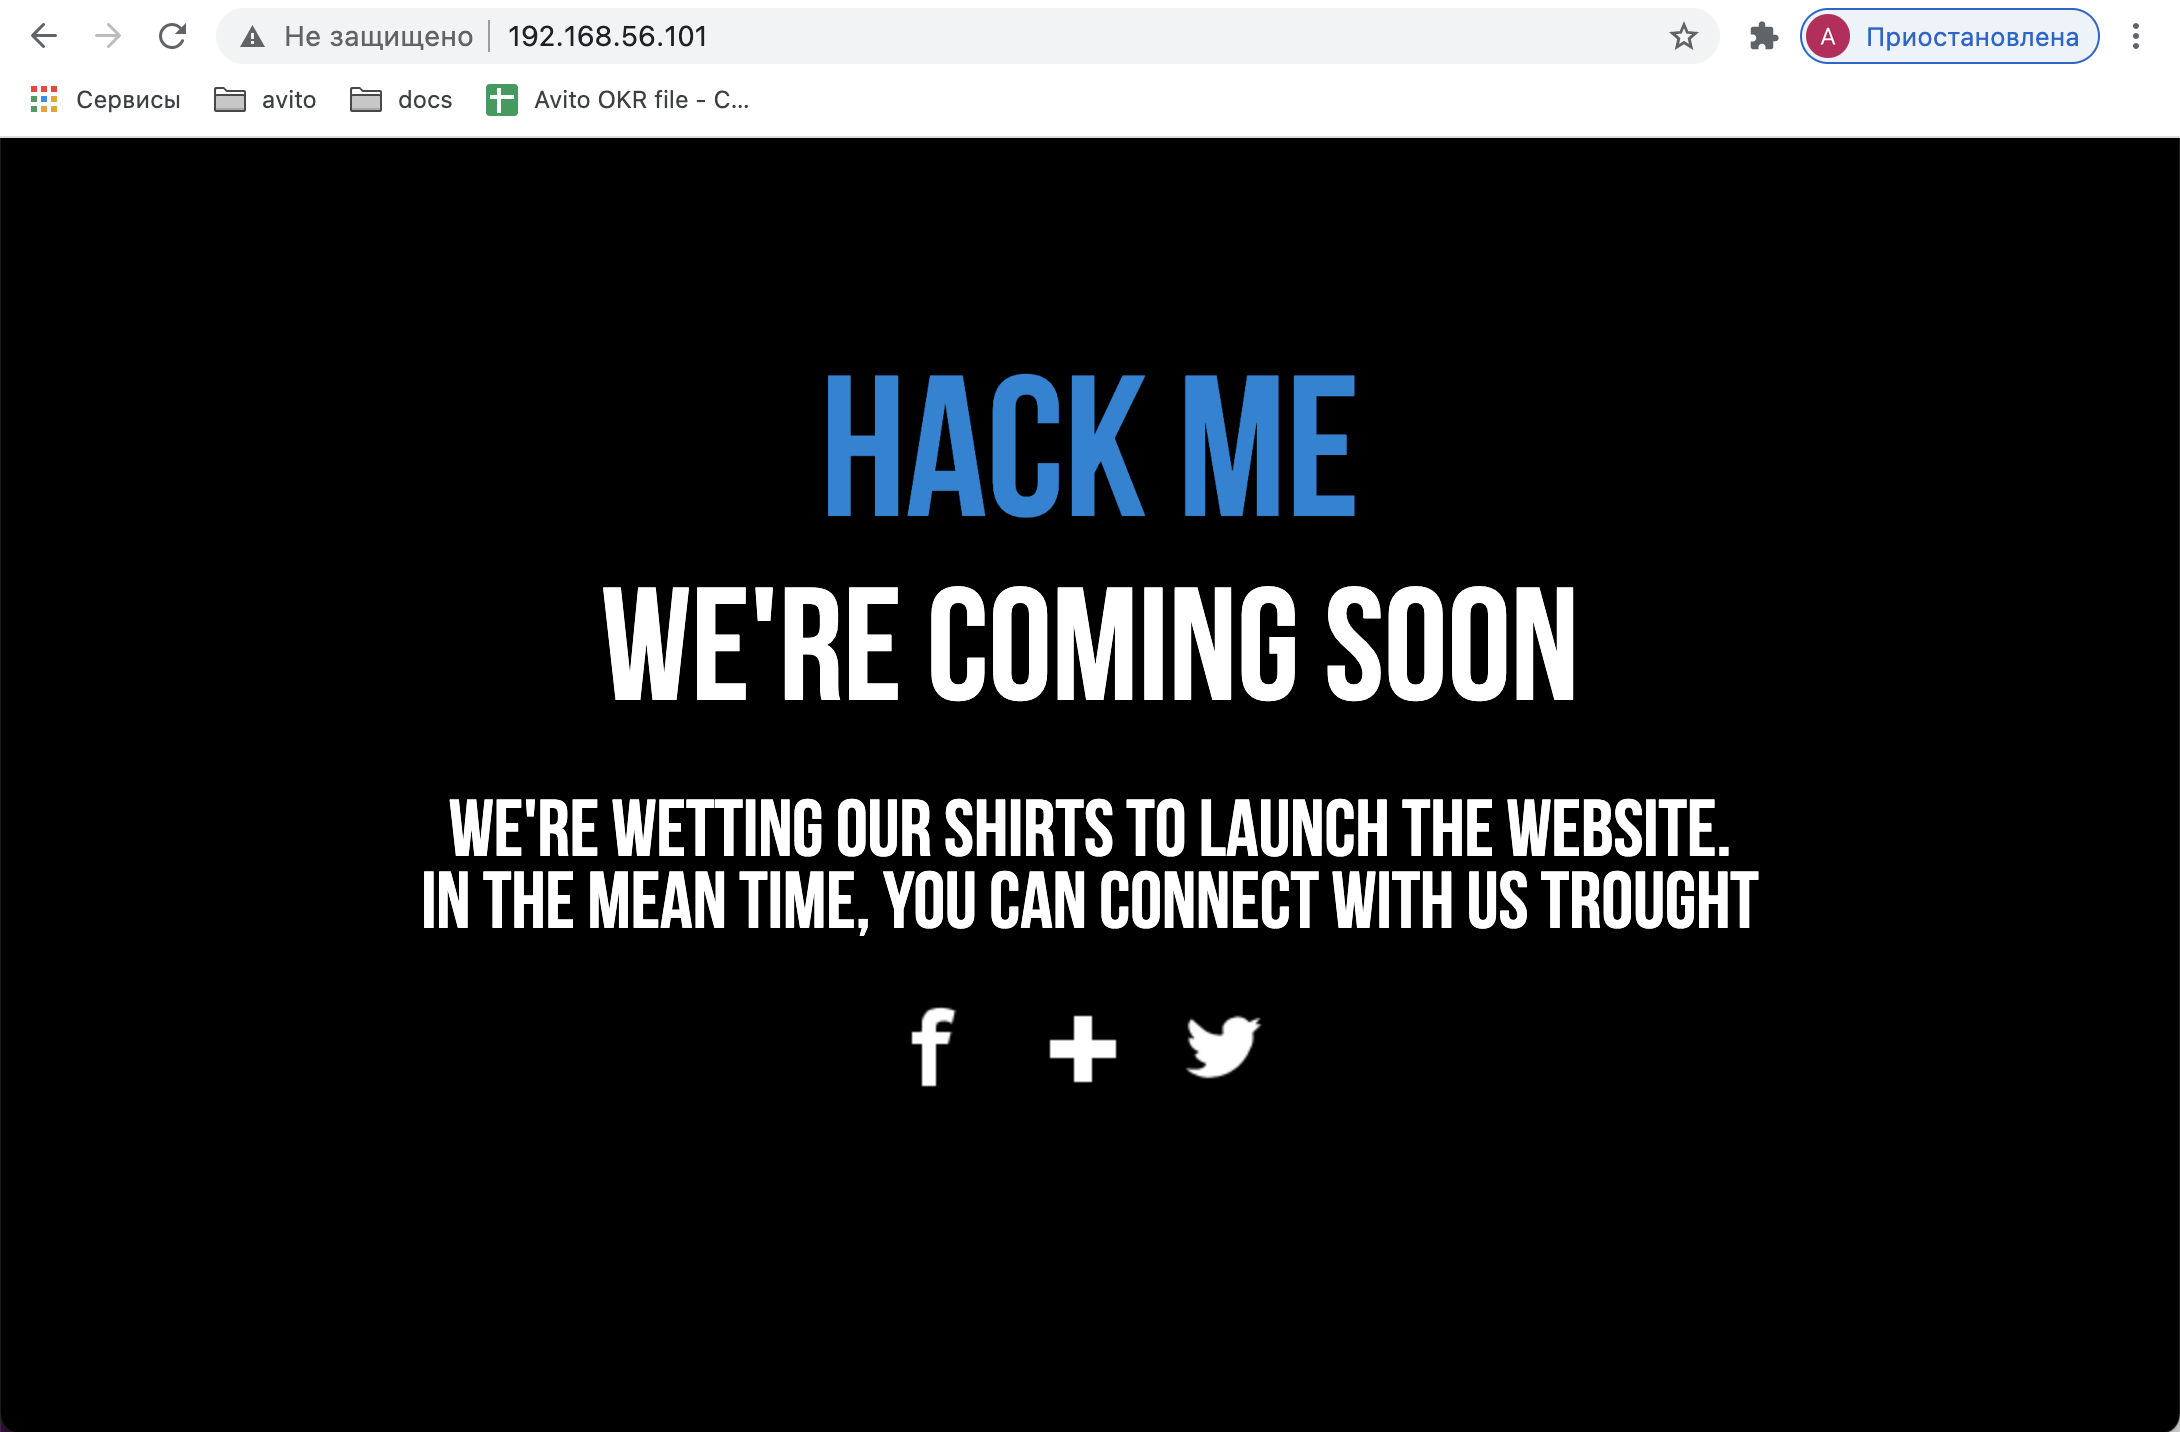 Не защищено 192.168.56.101
A Приостановлена
Сервисы avito docs Avito OKR file - C...
HACK ME
WE'RE COMING SOON
WE'RE WETTING OUR SHIRTS TO LAUNCH THE WEBSITE.
IN THE MEAN TIME, YOU CAN CONNECT WITH US TROUGHT